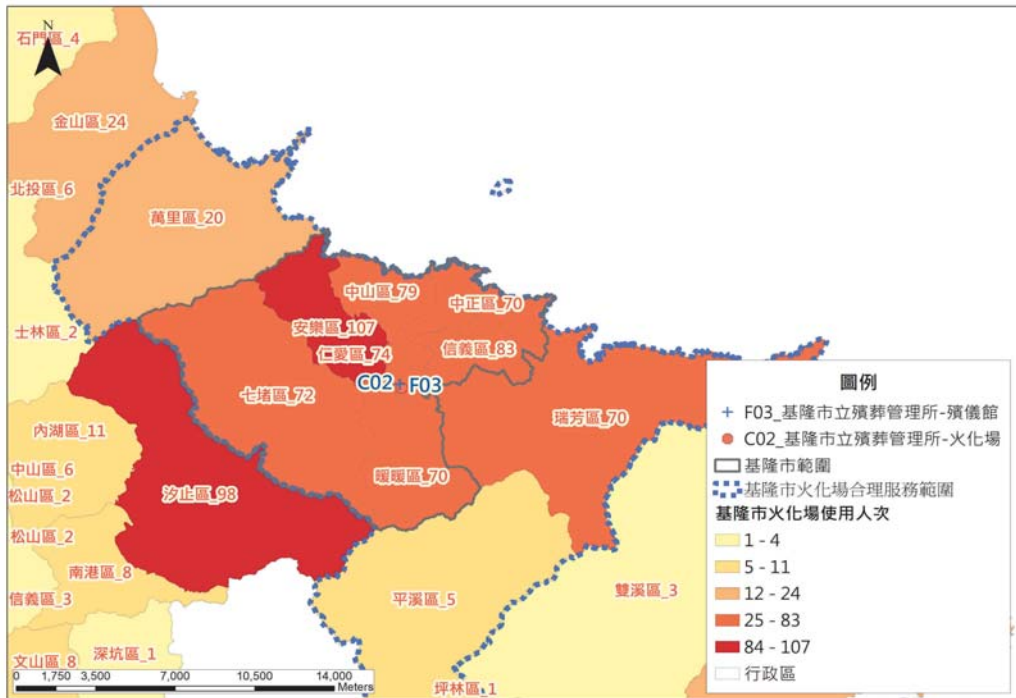 N
石門區_4
金山區_24
北投區_6
萬里區_20
士林區_2
中山區_79
中正區_70
安樂區_107
仁愛區_74
信義區_83
七堵區_72
C02
F03
瑞芳區_70
內湖區_11
中山區_6
松山區_2
汐止區_98
暖暖區_70
松山區_2
南港區_8
信義區_3
平溪區_5
雙溪區_3
深坑區_1
文山區_8
坪林區_1
0 1,750 3,500 7,000 10,500 14,000
Meters
圖例
F03_基隆市立殯葬管理所-殯儀館
C02_基隆市立殯葬管理所-火化場
基隆市範圍
基隆市火化場合理服務範圍
基隆市火化場使用人次
1 - 4
5 - 11
12 - 24
25 - 83
84 - 107
行政區